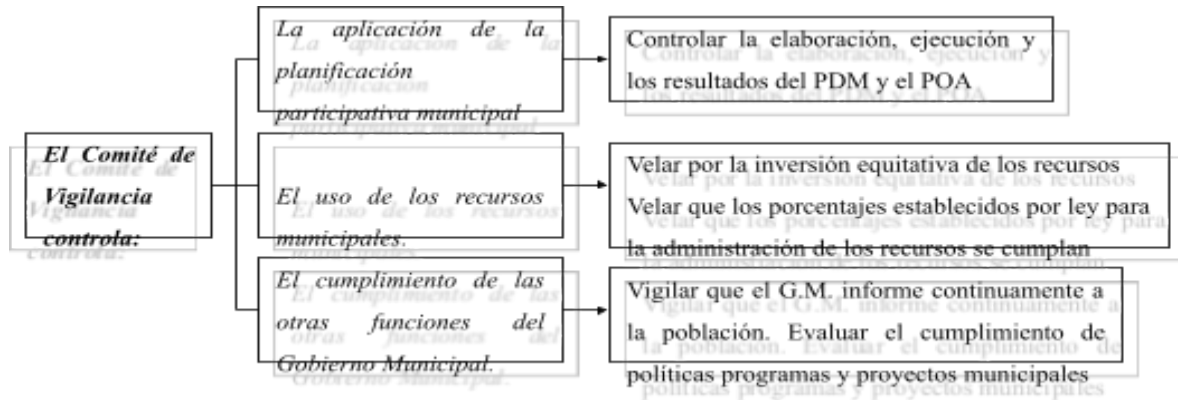 El Comité de
Vigilancia
controla:
La aplicación de la
planificación
participativa municipal
Controlar la elaboración, ejecución y
los resultados del PDM y el POA
El uso de los recursos
municipales.
Velar por la inversión equitativa de los recursos
Velar que los porcentajes establecidos por ley para
la administración de los recursos se cumplan
El cumplimiento de las
otras funciones del
Gobierno Municipal.
Vigilar que el G.M. informe continuamente a
la población. Evaluar el cumplimiento de
políticas programas y proyectos municipales